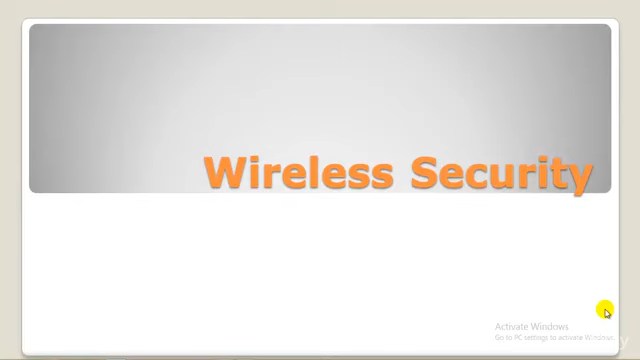 Wireless Security
Activate Windows
Go to PC settings to activate Windows.